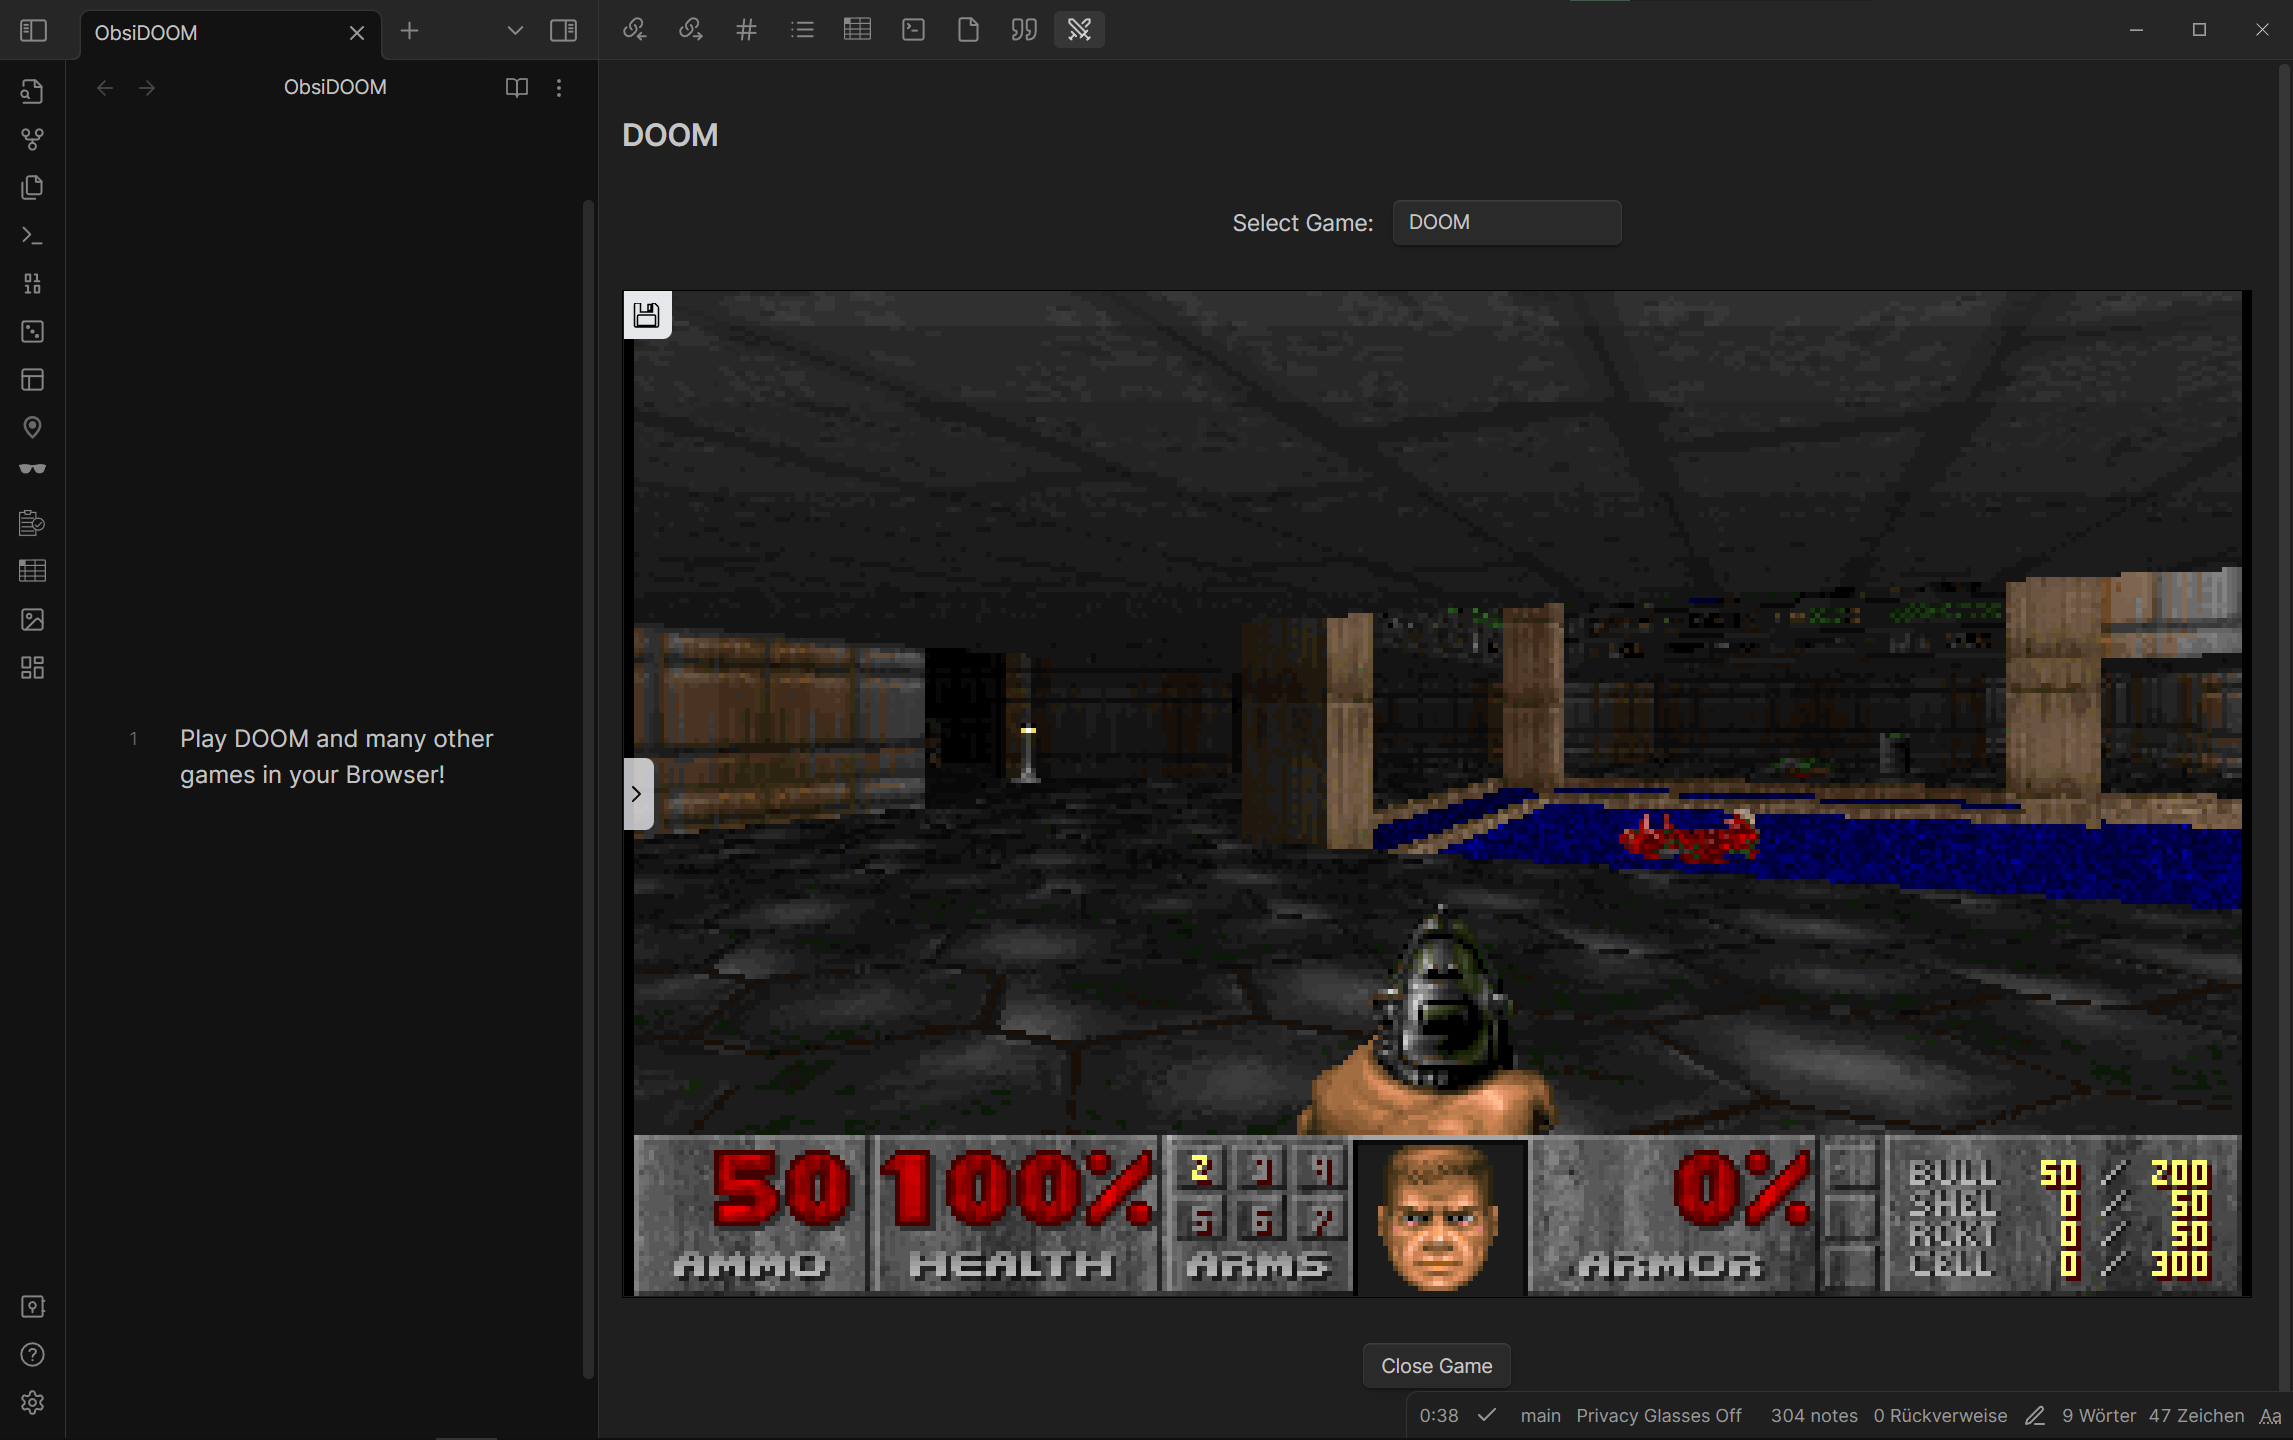 ObsiDOOM
ObsiDOOM
DOOM
Select Game: DOOM
1 Play DOOM and many other
games in your Browser!
50 100% 2 3 4 0% BULL 50 / 200
5 6 7 SHEL 0 / 50
RCKT 0 / 50
AMMO HEALTH ARMS ARMOR CELL 0 / 300
Close Game
0:38 main Privacy Glasses Off 304 notes 0 Rückverweise 9 Wörter 47 Zeichen Aa